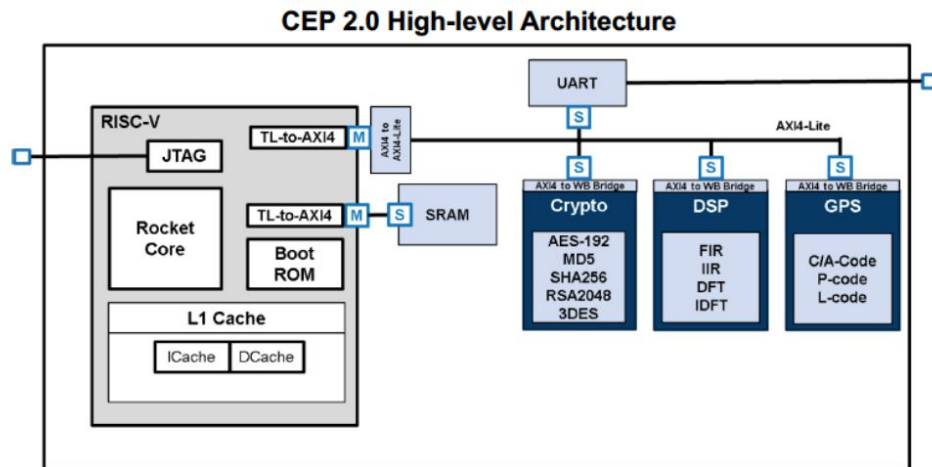 CEP 2.0 High-level Architecture
UART
S
AXI4-Lite
RISC-V
TL-to-AXI4
M
AXI4 to
AXI4-Lite
JTAG
S
S
S
AXI4 to WB Bridge
Crypto
AES-192
MD5
SHA256
RSA2048
3DES
AXI4 to WB Bridge
DSP
FIR
IIR
DFT
IDFT
AXI4 to WB Bridge
GPS
C/A-Code
P-code
L-code
Rocket
Core
TL-to-AXI4
M
S
SRAM
Boot
ROM
L1 Cache
ICache
DCache